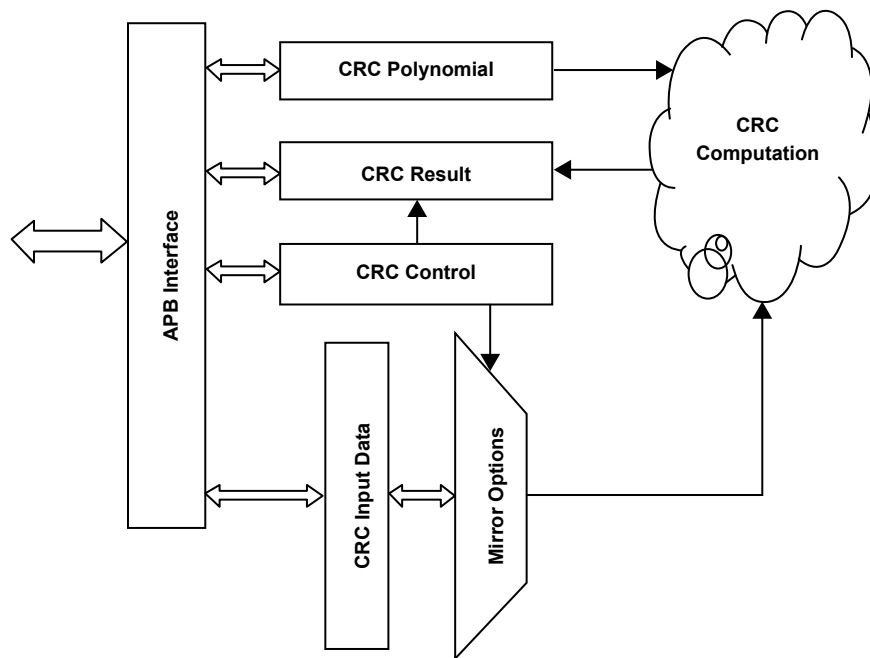 CRC Polynomial
CRC
Computation
CRC Result
APB Interface
CRC Control
CRC Input Data
Mirror Options